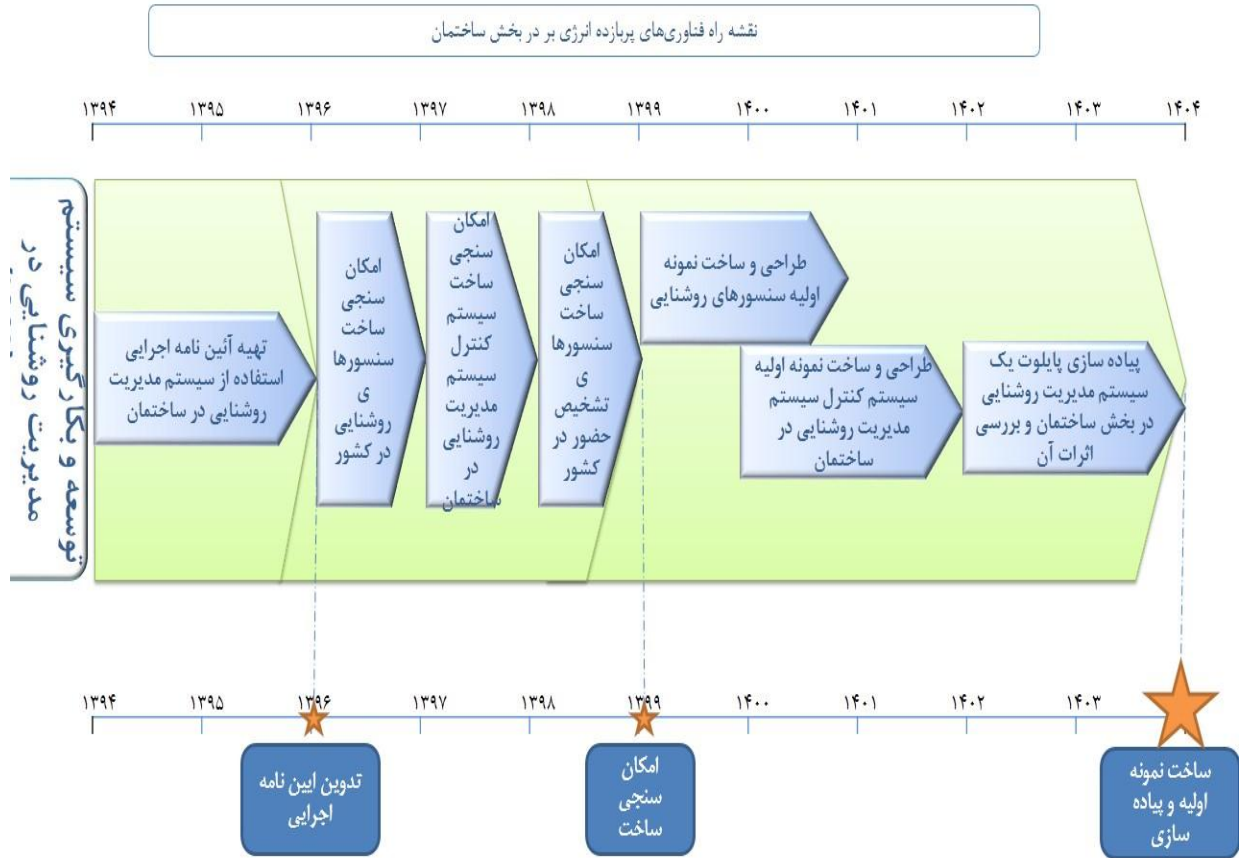 نقشه راه فناوری‌های پربازده انرژی بر در بخش ساختمان
۱۳۹۴ ۱۳۹۵ ۱۳۹۶ ۱۳۹۷ ۱۳۹۸ ۱۳۹۹ ۱۴۰۰ ۱۴۰۱ ۱۴۰۲ ۱۴۰۳ ۱۴۰۴
توسعه و بکارگیری سیستم
مدیریت روشنایی در
تهیه آئین نامه اجرایی
استفاده از سیستم مدیریت
روشنایی در ساختمان
امکان
سنجی
ساخت
سنسورها
ی
روشنایی
در کشور
امکان
سنجی
ساخت
سیستم
کنترل
سیستم
مدیریت
روشنایی
در
ساختمان
امکان
سنجی
ساخت
سنسورها
ی
تشخیص
حضور در
کشور
طراحی و ساخت نمونه
اولیه سنسورهای روشنایی
طراحی و ساخت نمونه اولیه
سیستم کنترل سیستم
مدیریت روشنایی در
ساختمان
پیاده سازی پایلوت یک
سیستم مدیریت روشنایی
در بخش ساختمان و بررسی
اثرات آن
۱۳۹۴ ۱۳۹۵ ۱۳۹۶ ۱۳۹۷ ۱۳۹۸ ۱۳۹۹ ۱۴۰۰ ۱۴۰۱ ۱۴۰۲ ۱۴۰۳
تدوین ایین نامه
اجرایی
امکان
سنجی
ساخت
ساخت نمونه
اولیه و پیاده
سازی